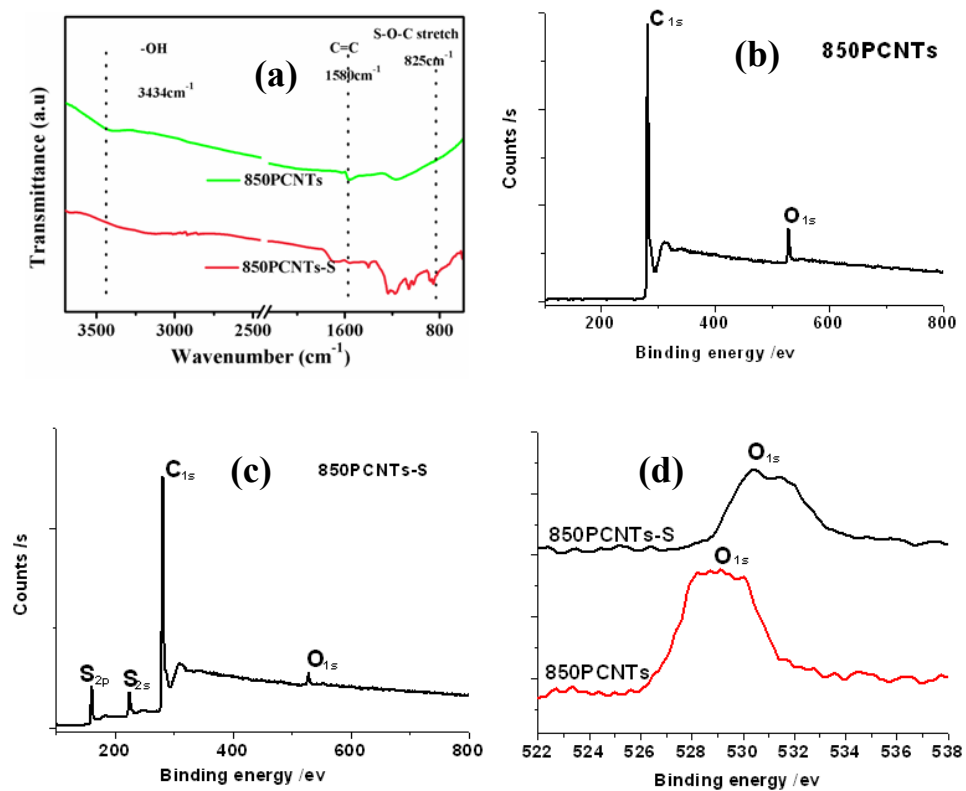 -OH
C=C
S-O-C stretch
3434cm⁻¹
1580cm⁻¹
825cm⁻¹
(a)
850PCNTs
850PCNTs-S
Transmittance (a.u)
3500 3000 2500 1600 800
Wavenumber (cm⁻¹)
C 1s
(b)
850PCNTs
O 1s
Counts /s
200 400 600 800
Binding energy /ev
C1s
(c)
850PCNTs-S
S2p
S2s
O1s
Counts /s
200 400 600 800
Binding energy /ev
O1s
(d)
850PCNTs-S
O1s
850PCNTs
522 524 526 528 530 532 534 536 538
Binding energy /ev